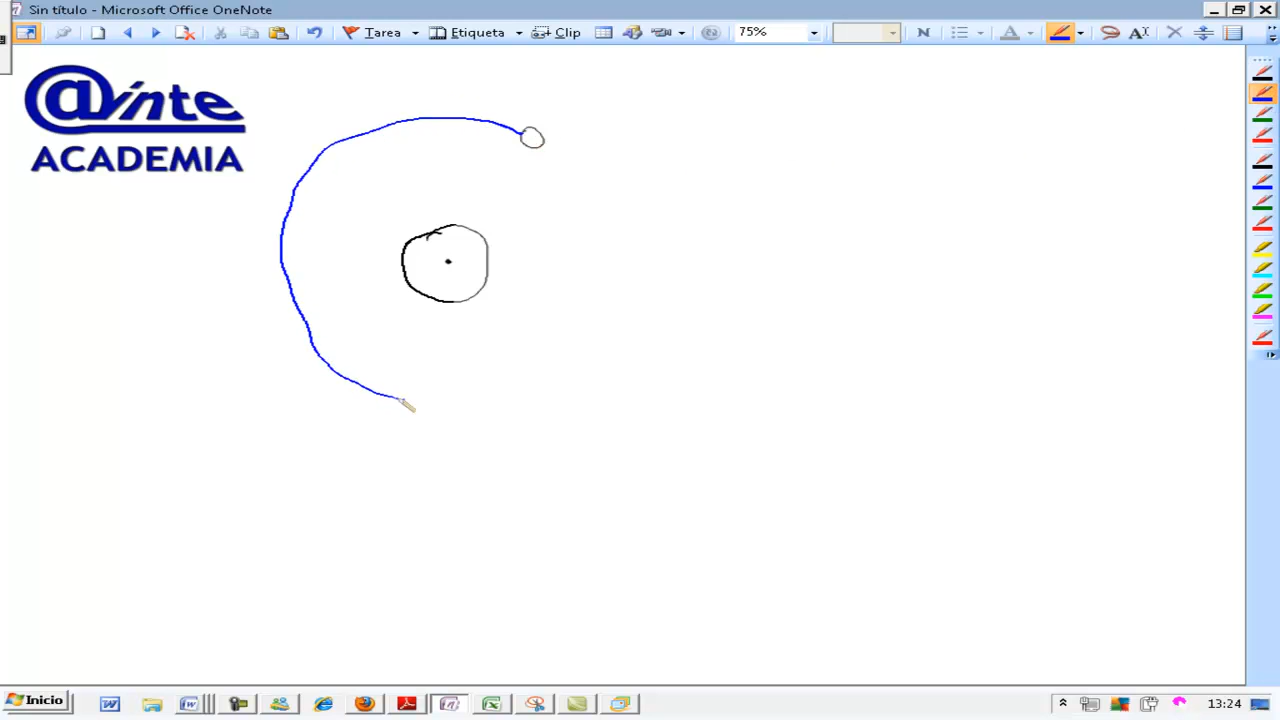 Sin título - Microsoft Office OneNote
Tarea Etiqueta Clip 75% N A A
@inte
ACADEMIA
Inicio 13:24